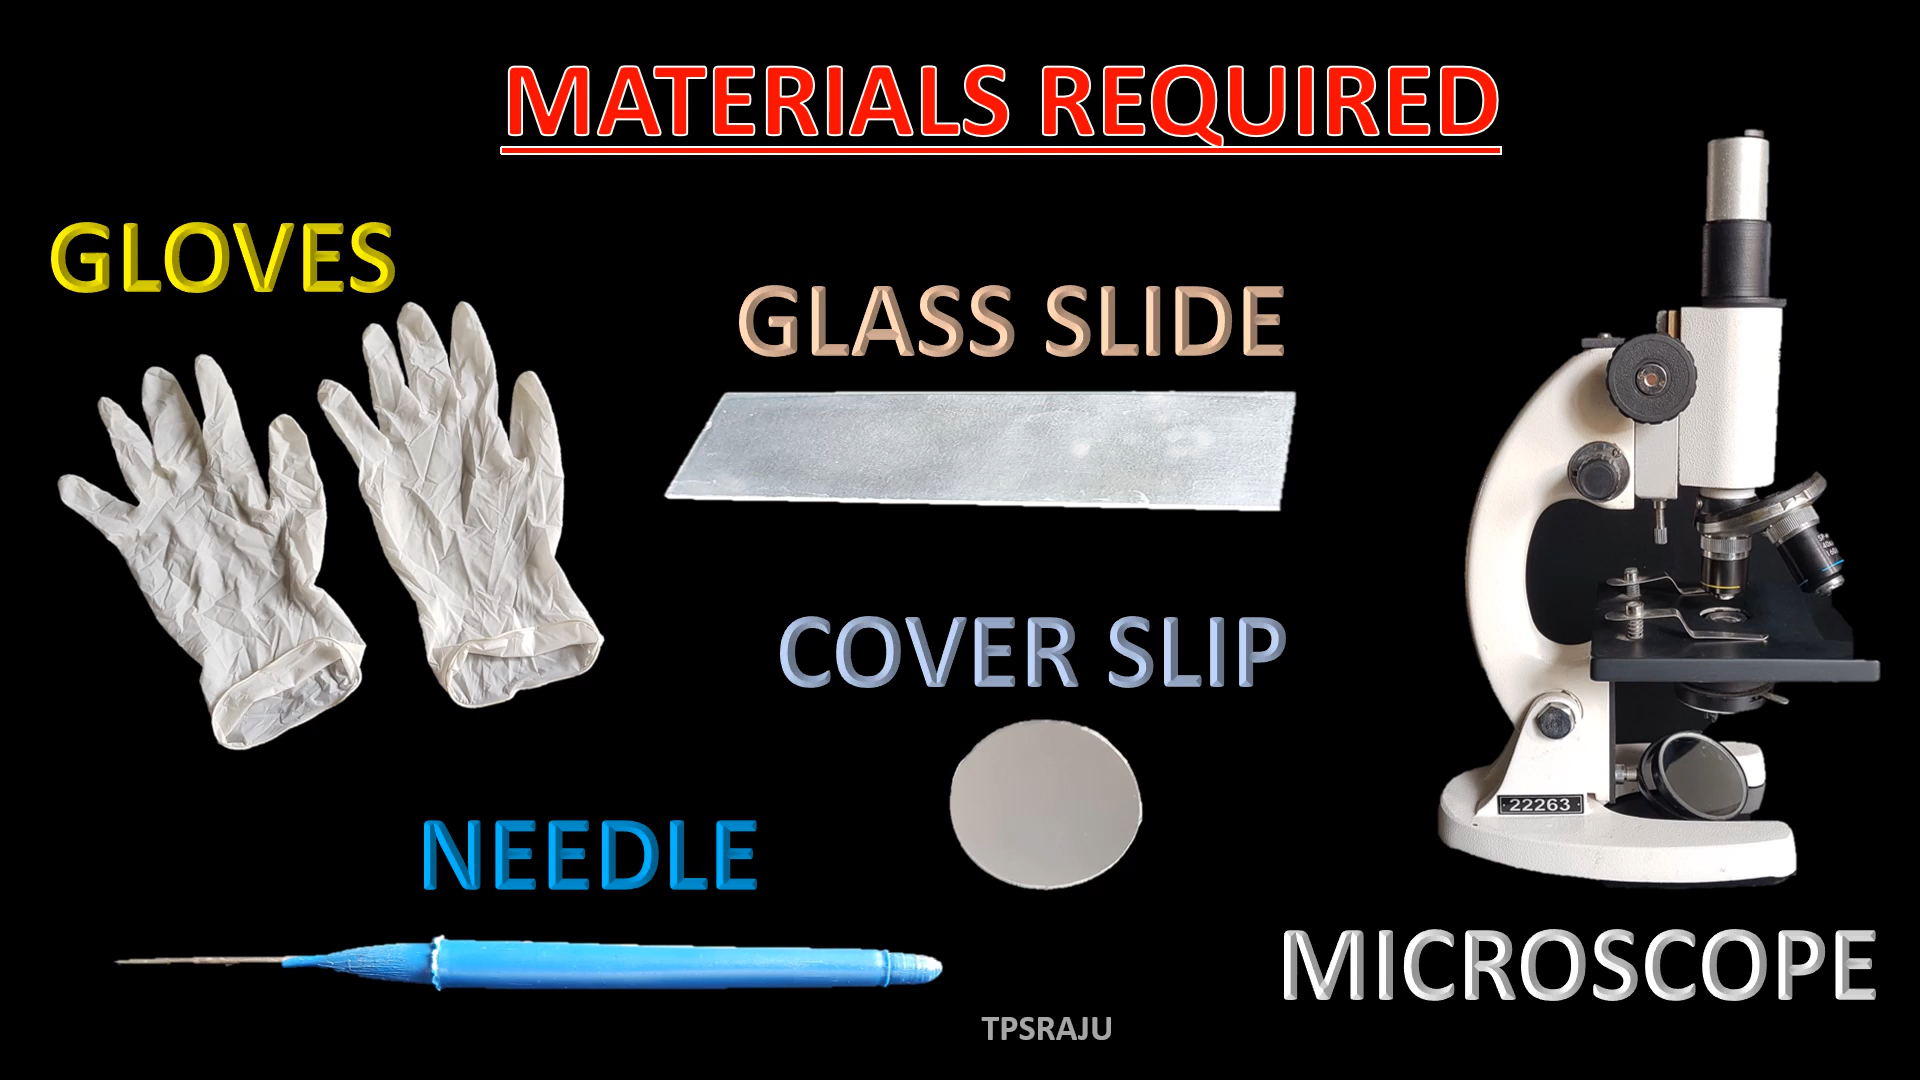 MATERIALS REQUIRED
GLOVES
GLASS SLIDE
COVER SLIP
22263
NEEDLE
MICROSCOPE
TPSRAJU